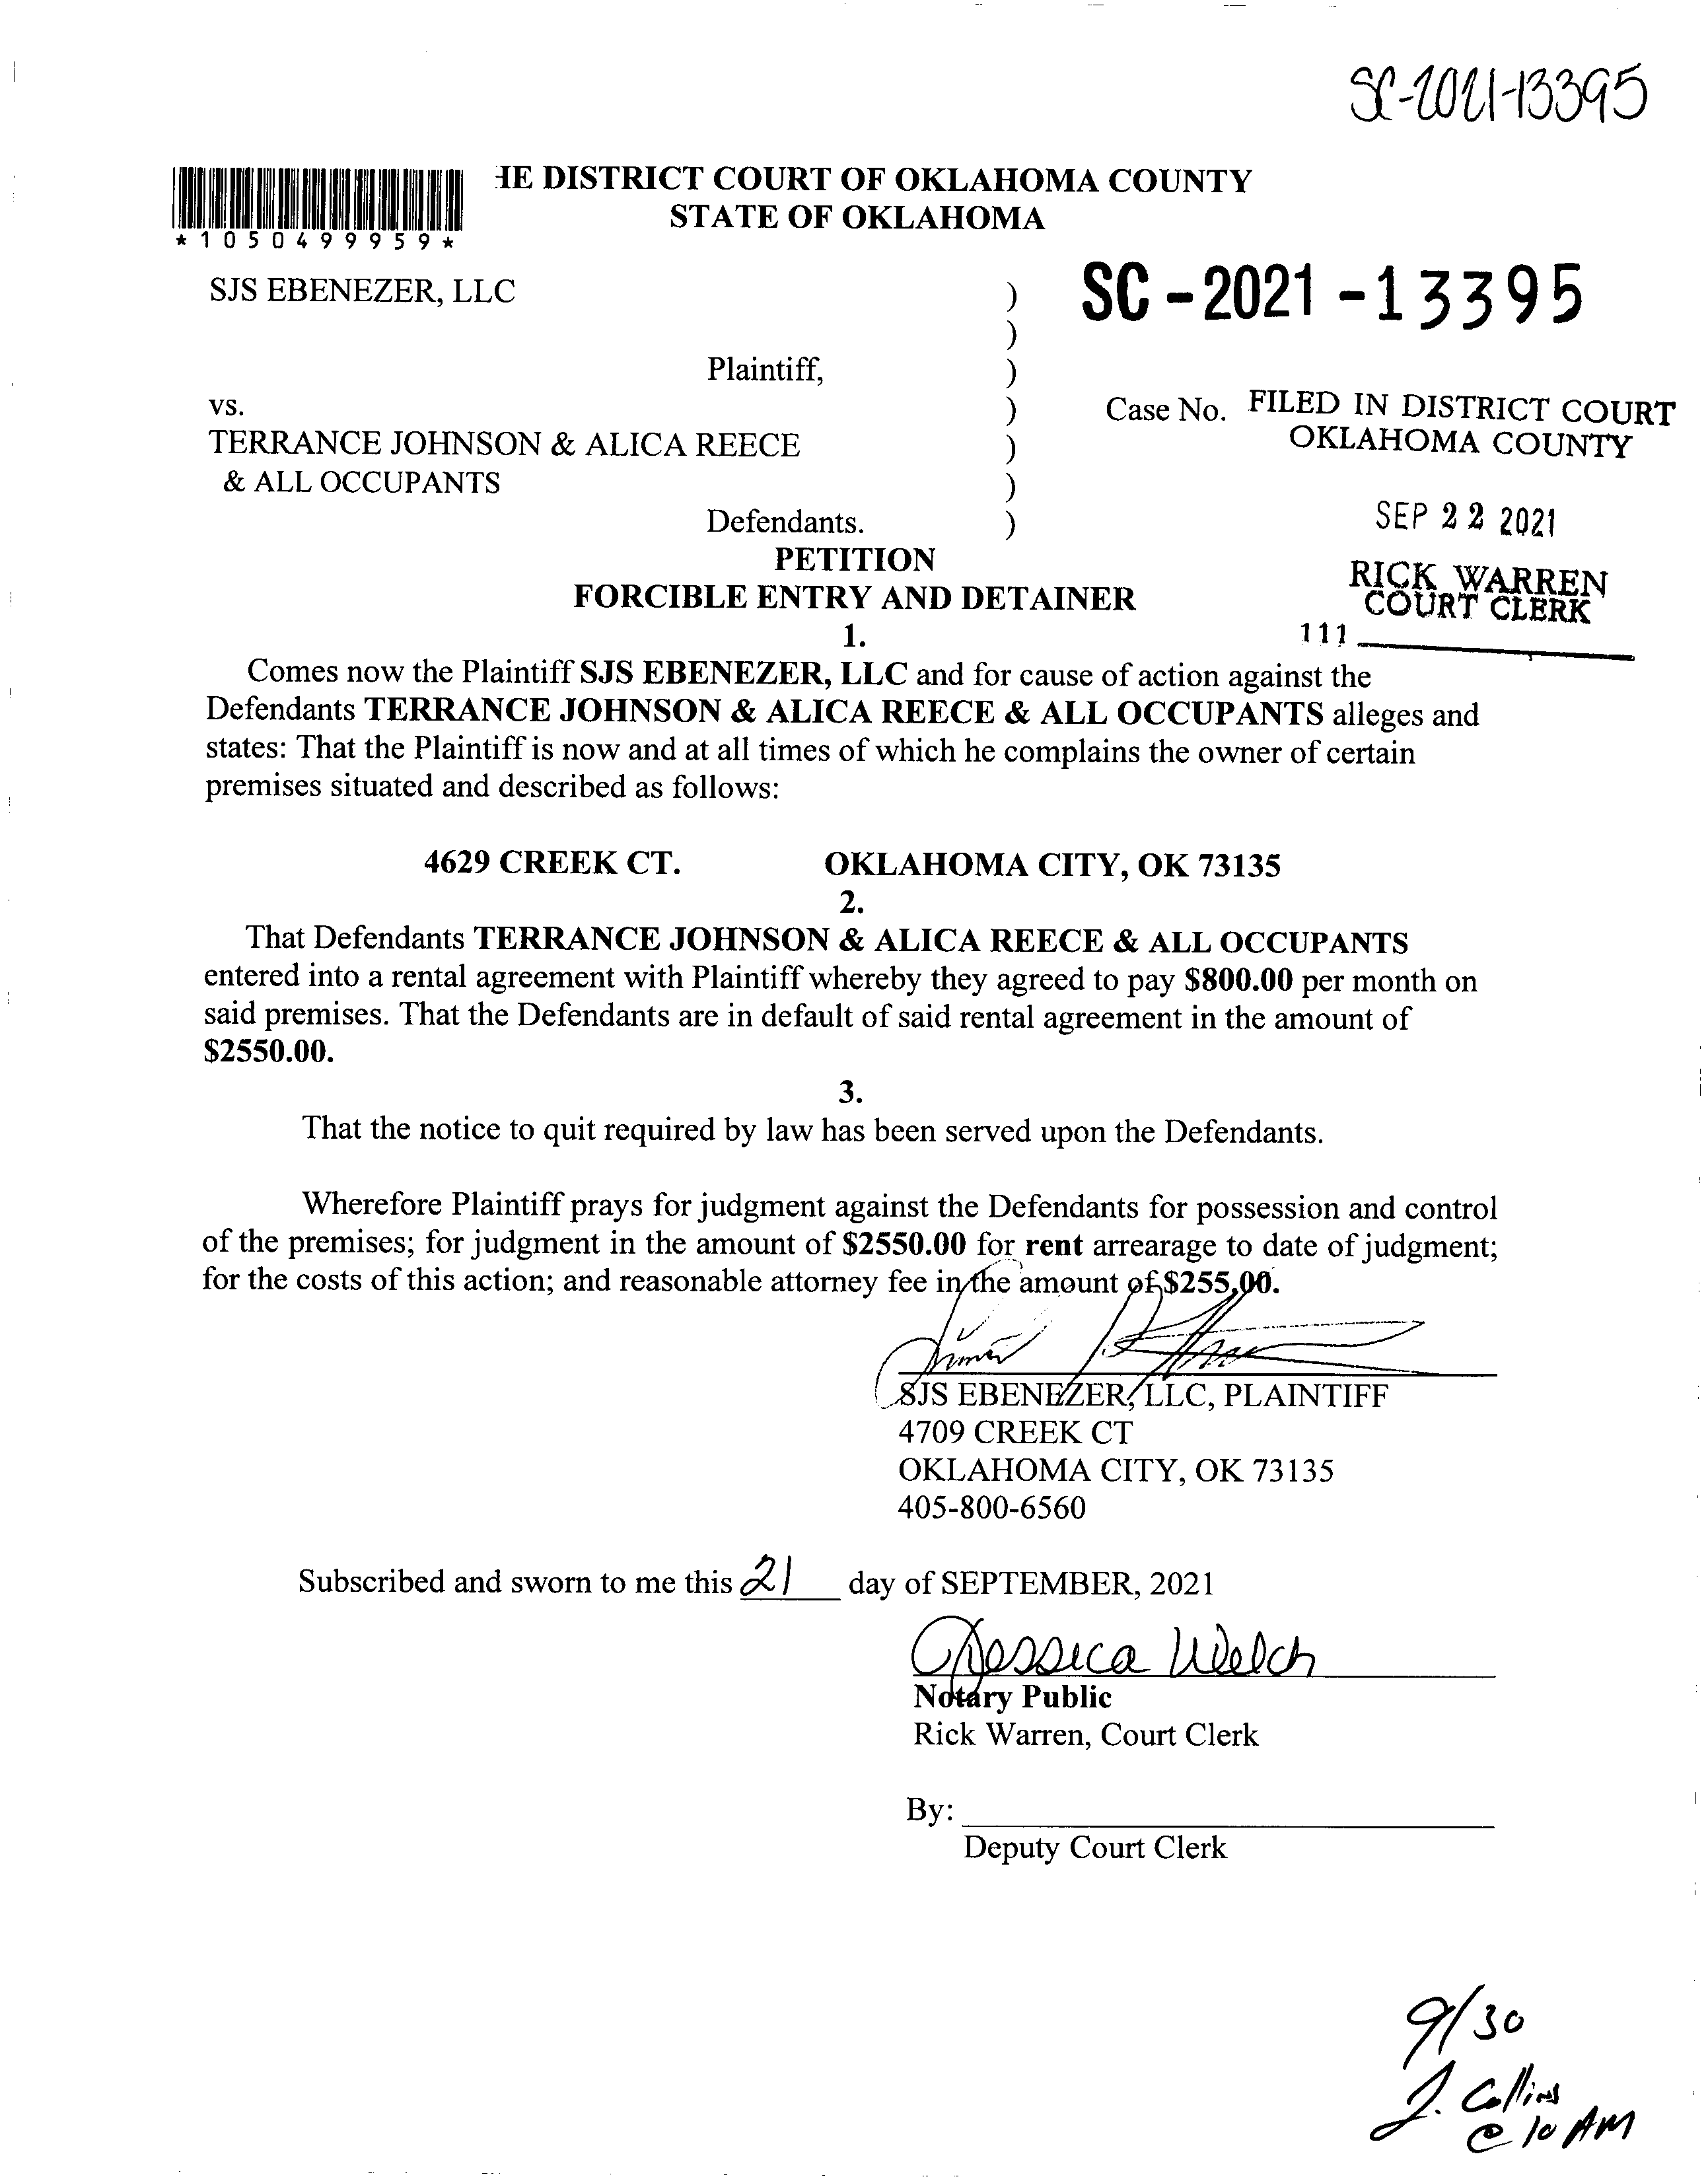 SC-2021-13395
HE DISTRICT COURT OF OKLAHOMA COUNTY
STATE OF OKLAHOMA
*1050499959*
SJS EBENEZER, LLC )
SC-2021-13395
)
Plaintiff, )
vs. ) Case No. FILED IN DISTRICT COURT
TERRANCE JOHNSON & ALICA REECE ) OKLAHOMA COUNTY
& ALL OCCUPANTS )
Defendants. ) SEP 22 2021
PETITION
RICK WARREN
FORCIBLE ENTRY AND DETAINER
COURT CLERK
1.
111
Comes now the Plaintiff SJS EBENEZER, LLC and for cause of action against the
Defendants TERRANCE JOHNSON & ALICA REECE & ALL OCCUPANTS alleges and
states: That the Plaintiff is now and at all times of which he complains the owner of certain
premises situated and described as follows:
4629 CREEK CT. OKLAHOMA CITY, OK 73135
2.
That Defendants TERRANCE JOHNSON & ALICA REECE & ALL OCCUPANTS
entered into a rental agreement with Plaintiff whereby they agreed to pay $800.00 per month on
said premises. That the Defendants are in default of said rental agreement in the amount of
$2550.00.
3.
That the notice to quit required by law has been served upon the Defendants.
Wherefore Plaintiff prays for judgment against the Defendants for possession and control
of the premises; for judgment in the amount of $2550.00 for rent arrearage to date of judgment;
for the costs of this action; and reasonable attorney fee in the amount of $255.00.
SJS EBENEZER, LLC, PLAINTIFF
4709 CREEK CT
OKLAHOMA CITY, OK 73135
405-800-6560
Subscribed and sworn to me this 21 day of SEPTEMBER, 2021
Jessica Welch
Notary Public
Rick Warren, Court Clerk
By:
Deputy Court Clerk
9/30
J. Collins
@ 10 AM